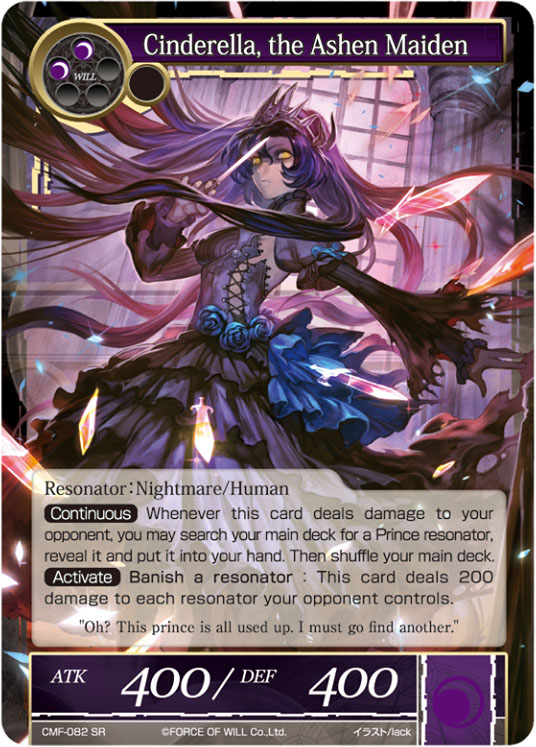 Cinderella, the Ashen Maiden
WILL
Resonator：Nightmare/Human
Continuous Whenever this card deals damage to your
opponent, you may search your main deck for a Prince resonator,
reveal it and put it into your hand. Then shuffle your main deck.
Activate Banish a resonator : This card deals 200
damage to each resonator your opponent controls.
"Oh? This prince is all used up. I must go find another."
ATK 400 / DEF 400
CMF-082 SR ©FORCE OF WILL Co.,Ltd. イラスト/lack